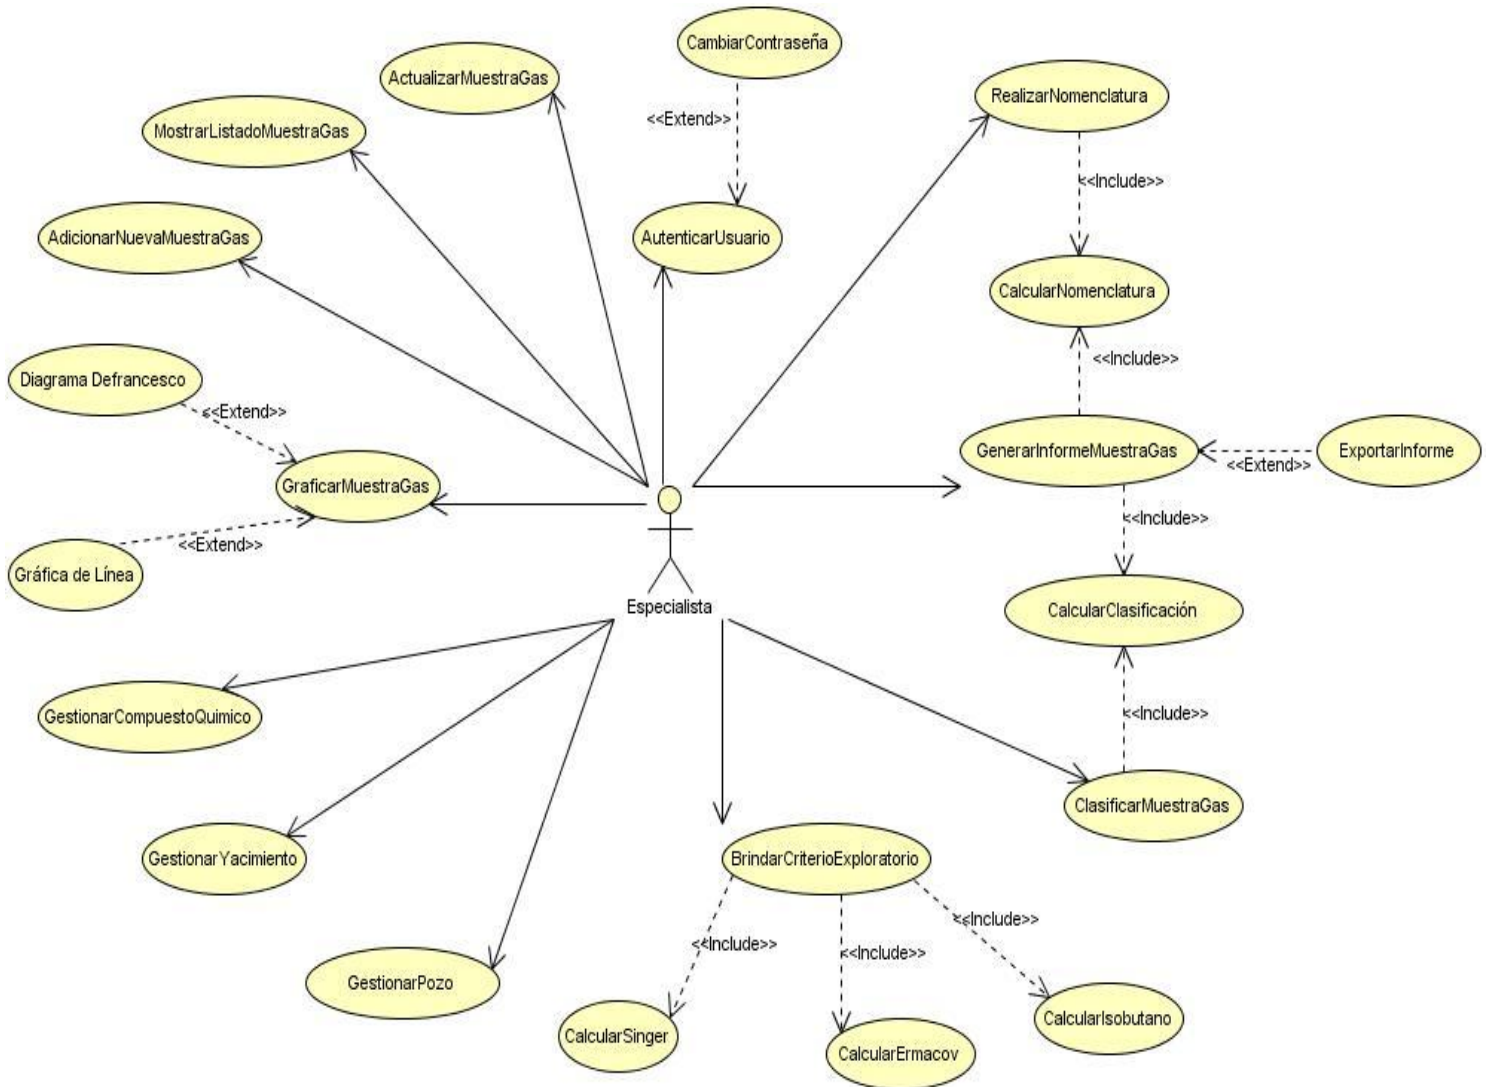 CambiarContraseña
ActualizarMuestraGas
RealizarNomenclatura
MostrarListadoMuestraGas
<<Extend>>
<<Include>>
AdicionarNuevaMuestraGas
AutenticarUsuario
CalcularNomenclatura
<<Include>>
Diagrama Defrancesco
<<Extend>>
GenerarInformeMuestraGas
ExportarInforme
<<Extend>>
GraficarMuestraGas
<<Include>>
<<Extend>>
Gráfica de Línea
Especialista
CalcularClasificación
GestionarCompuestoQuimico
<<Include>>
ClasificarMuestraGas
GestionarYacimiento
BrindarCriterioExploratorio
<<Include>>
<<Include>>
<<Include>>
GestionarPozo
CalcularIsobutano
CalcularSinger
CalcularErmacov